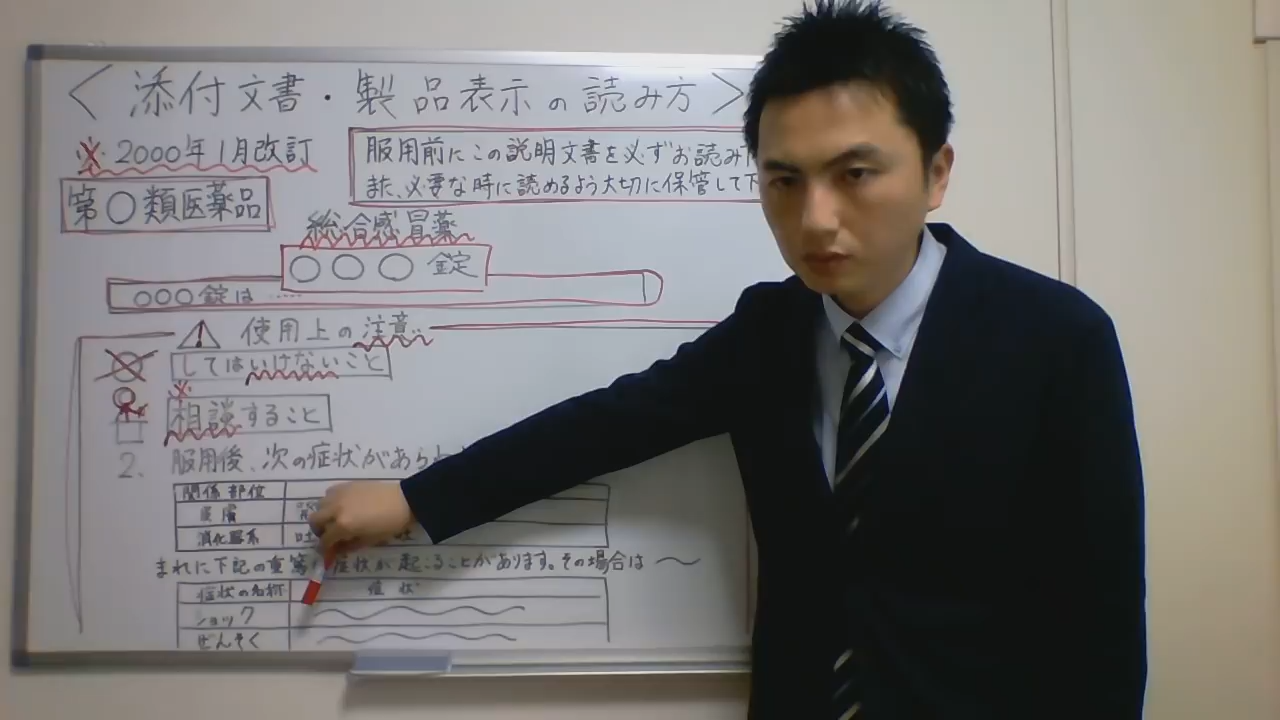 ＜添付文書・製品表示の読み方＞
※2000年1月改訂
服用前にこの説明文書を必ずお読み
また、必要な時に読めるよう大切に保管して下
第〇類医薬品
総合感冒薬
〇〇〇錠
〇〇〇錠は……
使用上の注意
してはいけないこと
※
相談すること
2. 服用後、次の症状があらわ
関係部位
皮膚
消化器系 吐
まれに下記の重篤 症状が起こることがあります。その場合は〜
症状の名称 症状
ショック
ぜんそく